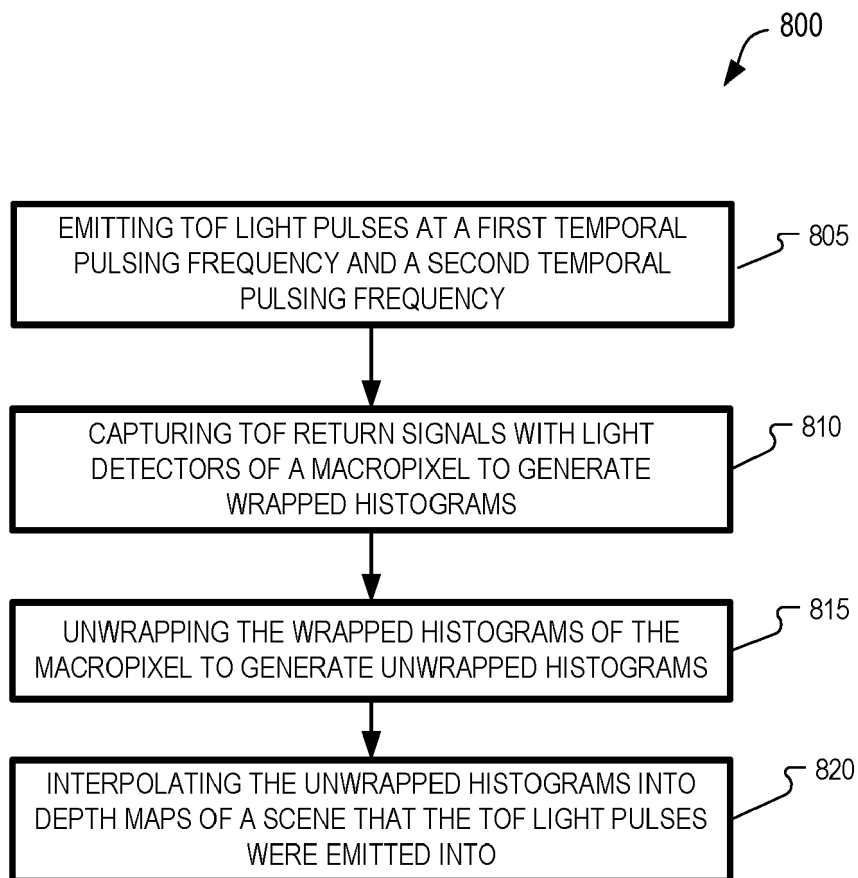 800
EMITTING TOF LIGHT PULSES AT A FIRST TEMPORAL
PULSING FREQUENCY AND A SECOND TEMPORAL
PULSING FREQUENCY
805
CAPTURING TOF RETURN SIGNALS WITH LIGHT
DETECTORS OF A MACROPIXEL TO GENERATE
WRAPPED HISTOGRAMS
810
UNWRAPPING THE WRAPPED HISTOGRAMS OF THE
MACROPIXEL TO GENERATE UNWRAPPED HISTOGRAMS
815
INTERPOLATING THE UNWRAPPED HISTOGRAMS INTO
DEPTH MAPS OF A SCENE THAT THE TOF LIGHT PULSES
WERE EMITTED INTO
820